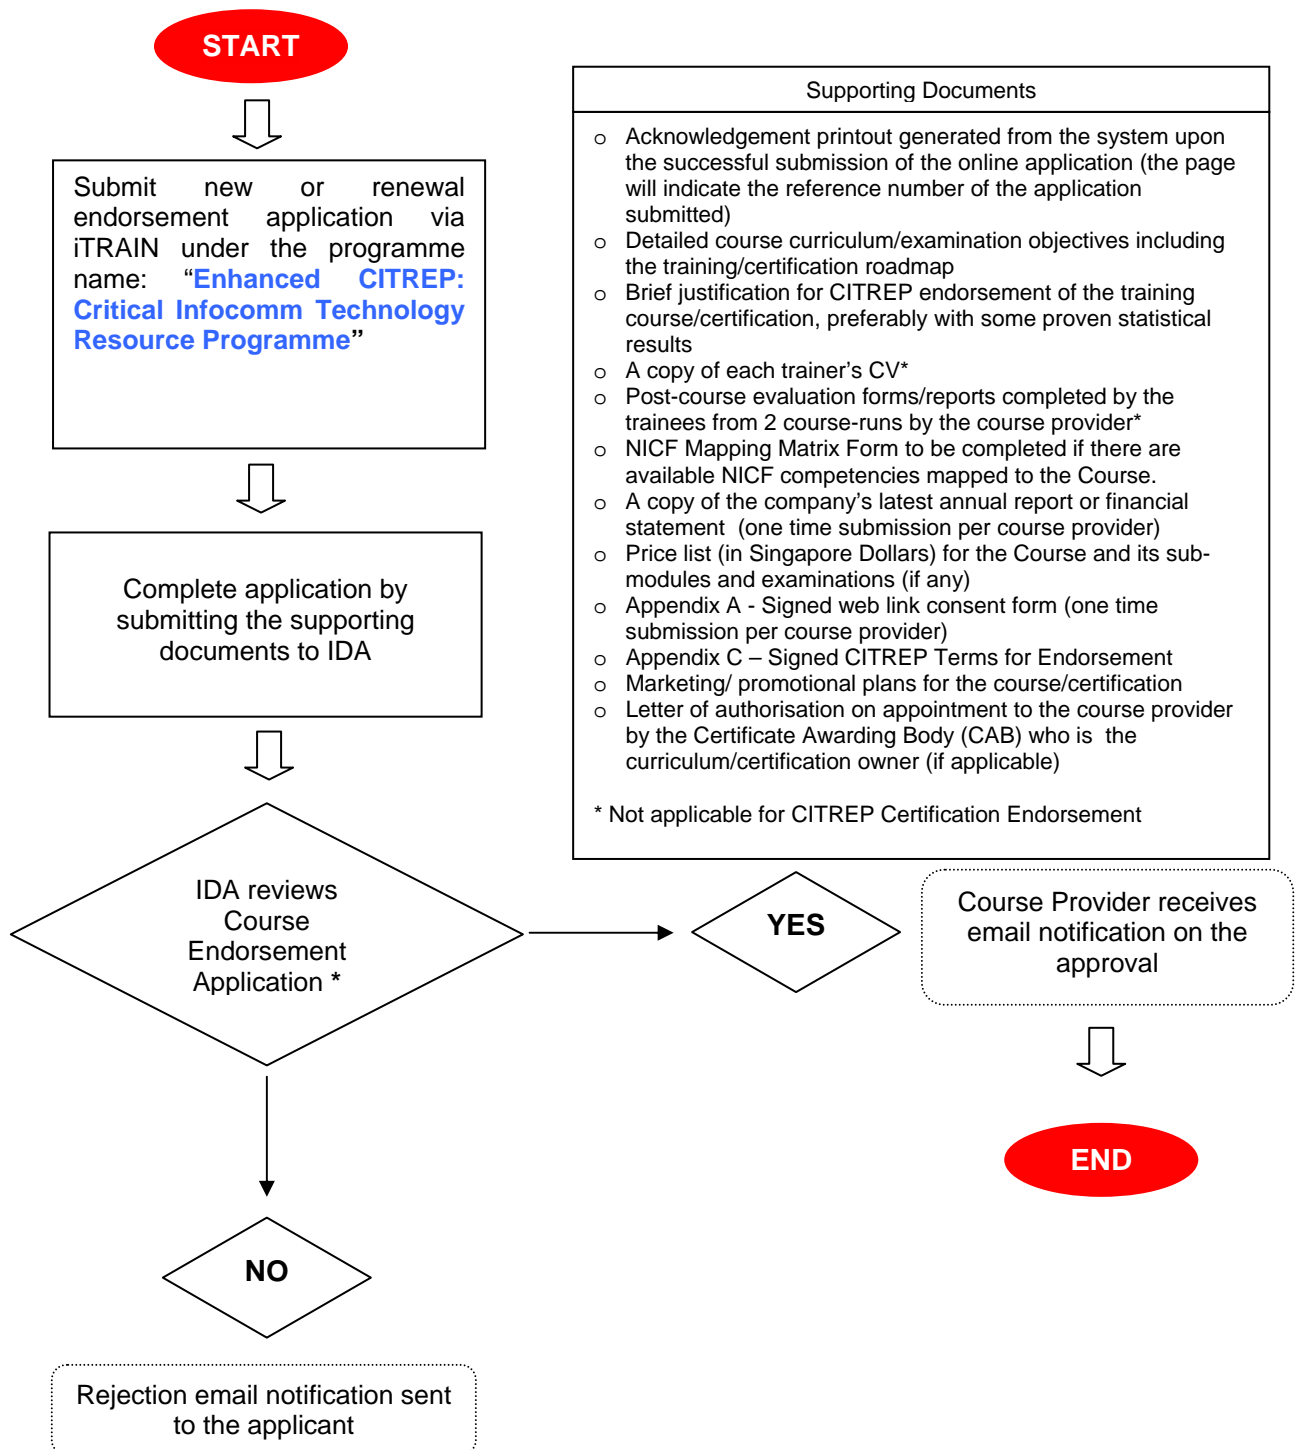 START
Submit new or renewal
endorsement application via
iTRAIN under the programme
name: “Enhanced CITREP:
Critical Infocomm Technology
Resource Programme”
Complete application by
submitting the supporting
documents to IDA
Supporting Documents
o Acknowledgement printout generated from the system upon
the successful submission of the online application (the page
will indicate the reference number of the application
submitted)
o Detailed course curriculum/examination objectives including
the training/certification roadmap
o Brief justification for CITREP endorsement of the training
course/certification, preferably with some proven statistical
results
o A copy of each trainer’s CV*
o Post-course evaluation forms/reports completed by the
trainees from 2 course-runs by the course provider*
o NICF Mapping Matrix Form to be completed if there are
available NICF competencies mapped to the Course.
o A copy of the company’s latest annual report or financial
statement (one time submission per course provider)
o Price list (in Singapore Dollars) for the Course and its sub-
modules and examinations (if any)
o Appendix A - Signed web link consent form (one time
submission per course provider)
o Appendix C – Signed CITREP Terms for Endorsement
o Marketing/ promotional plans for the course/certification
o Letter of authorisation on appointment to the course provider
by the Certificate Awarding Body (CAB) who is the
curriculum/certification owner (if applicable)
* Not applicable for CITREP Certification Endorsement
IDA reviews
Course
Endorsement
Application *
YES
Course Provider receives
email notification on the
approval
END
NO
Rejection email notification sent
to the applicant